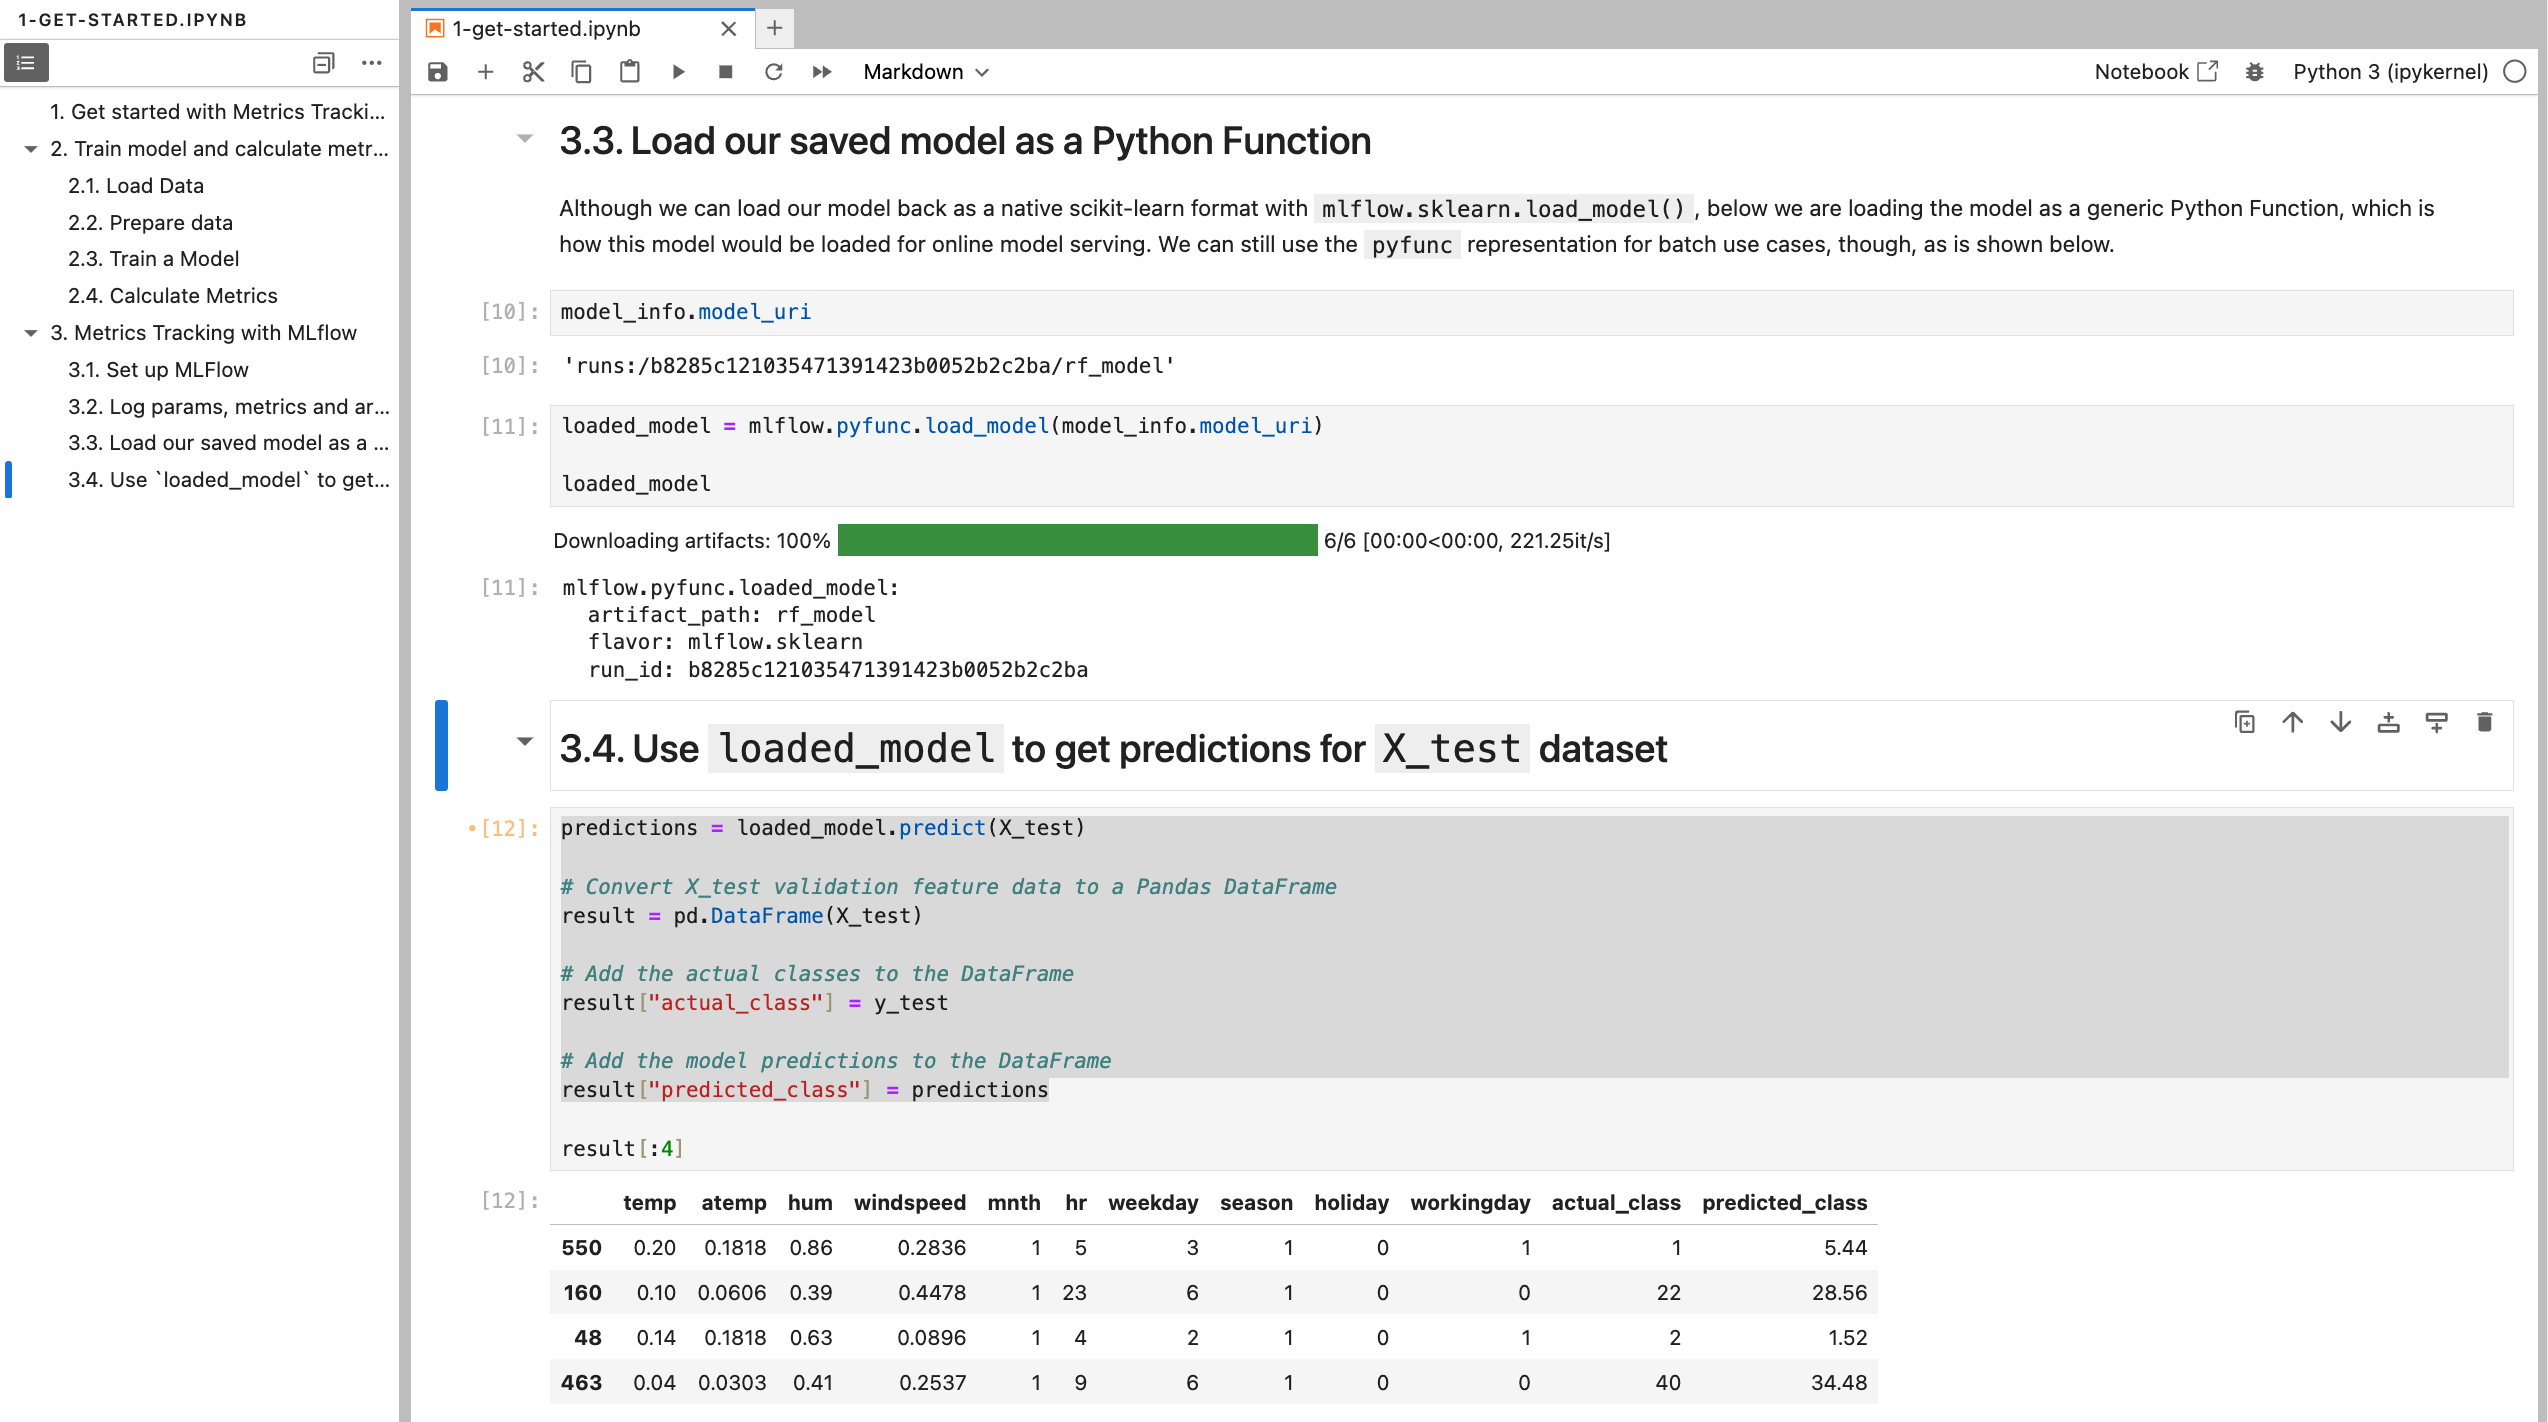 1-GET-STARTED.IPYNB
1. Get started with Metrics Tracki...
2. Train model and calculate metr...
2.1. Load Data
2.2. Prepare data
2.3. Train a Model
2.4. Calculate Metrics
3. Metrics Tracking with MLflow
3.1. Set up MLFlow
3.2. Log params, metrics and ar...
3.3. Load our saved model as a ...
3.4. Use `loaded_model` to get...
1-get-started.ipynb
Markdown
Notebook
Python 3 (ipykernel)
3.3. Load our saved model as a Python Function
Although we can load our model back as a native scikit-learn format with mlflow.sklearn.load_model() , below we are loading the model as a generic Python Function, which is
how this model would be loaded for online model serving. We can still use the pyfunc representation for batch use cases, though, as is shown below.
[10]: model_info.model_uri
[10]: 'runs:/b8285c121035471391423b0052b2c2ba/rf_model'
[11]: loaded_model = mlflow.pyfunc.load_model(model_info.model_uri)
loaded_model
Downloading artifacts: 100% 6/6 [00:00<00:00, 221.25it/s]
[11]: mlflow.pyfunc.loaded_model:
artifact_path: rf_model
flavor: mlflow.sklearn
run_id: b8285c121035471391423b0052b2c2ba
3.4. Use loaded_model to get predictions for X_test dataset
•[12]: predictions = loaded_model.predict(X_test)
# Convert X_test validation feature data to a Pandas DataFrame
result = pd.DataFrame(X_test)
# Add the actual classes to the DataFrame
result["actual_class"] = y_test
# Add the model predictions to the DataFrame
result["predicted_class"] = predictions
result[:4]
[12]: temp atemp hum windspeed mnth hr weekday season holiday workingday actual_class predicted_class
550 0.20 0.1818 0.86 0.2836 1 5 3 1 0 1 1 5.44
160 0.10 0.0606 0.39 0.4478 1 23 6 1 0 0 22 28.56
48 0.14 0.1818 0.63 0.0896 1 4 2 1 0 1 2 1.52
463 0.04 0.0303 0.41 0.2537 1 9 6 1 0 0 40 34.48